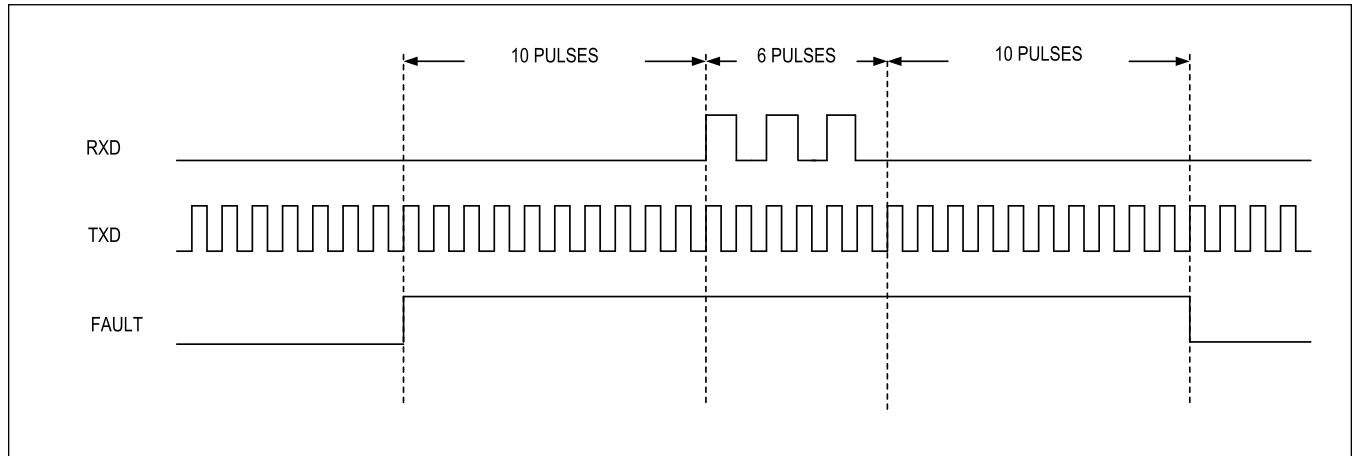 10 PULSES
6 PULSES
10 PULSES
RXD
TXD
FAULT